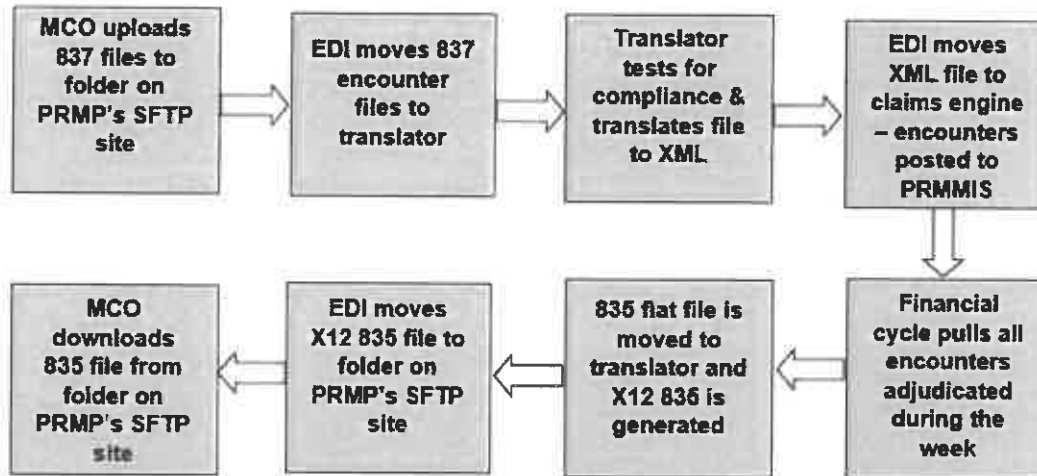 MCO uploads
837 files to
folder on
PRMP's SFTP
site
EDI moves 837
encounter
files to
translator
Translator
tests for
compliance &
translates file
to XML
EDI moves
XML file to
claims engine
– encounters
posted to
PRMMIS
Financial
cycle pulls all
encounters
adjudicated
during the
week
835 flat file is
moved to
translator and
X12 835 is
generated
EDI moves
X12 835 file to
folder on
PRMP's SFTP
site
MCO
downloads
835 file from
folder on
PRMP's SFTP
site